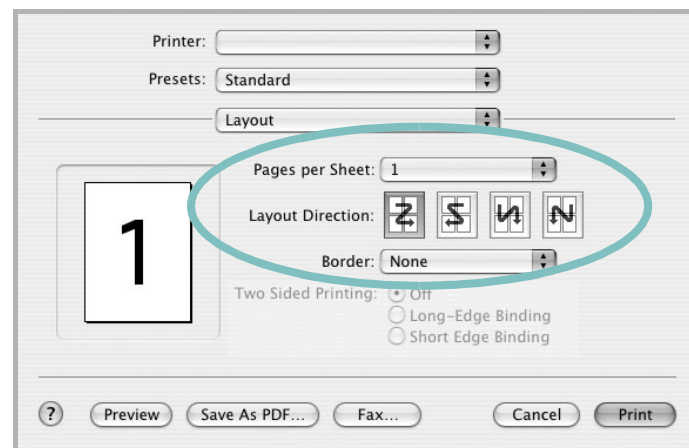 Printer:
Presets: Standard
Layout
Pages per Sheet: 1
Layout Direction:
1
Border: None
Two Sided Printing: Off
Long-Edge Binding
Short Edge Binding
? Preview Save As PDF... Fax... Cancel Print